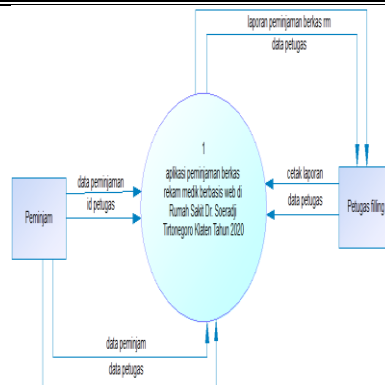 laporan peminjaman berkas rm
data petugas
1
aplikasi peminjaman berkas
rekam medik berbasis web di
Rumah Sakit Dr. Soeradji
Tirtonegoro Klaten Tahun 2020
cetak laporan
data petugas
Petugas filling
data peminjaman
id petugas
Peminjam
data peminjam
data petugas